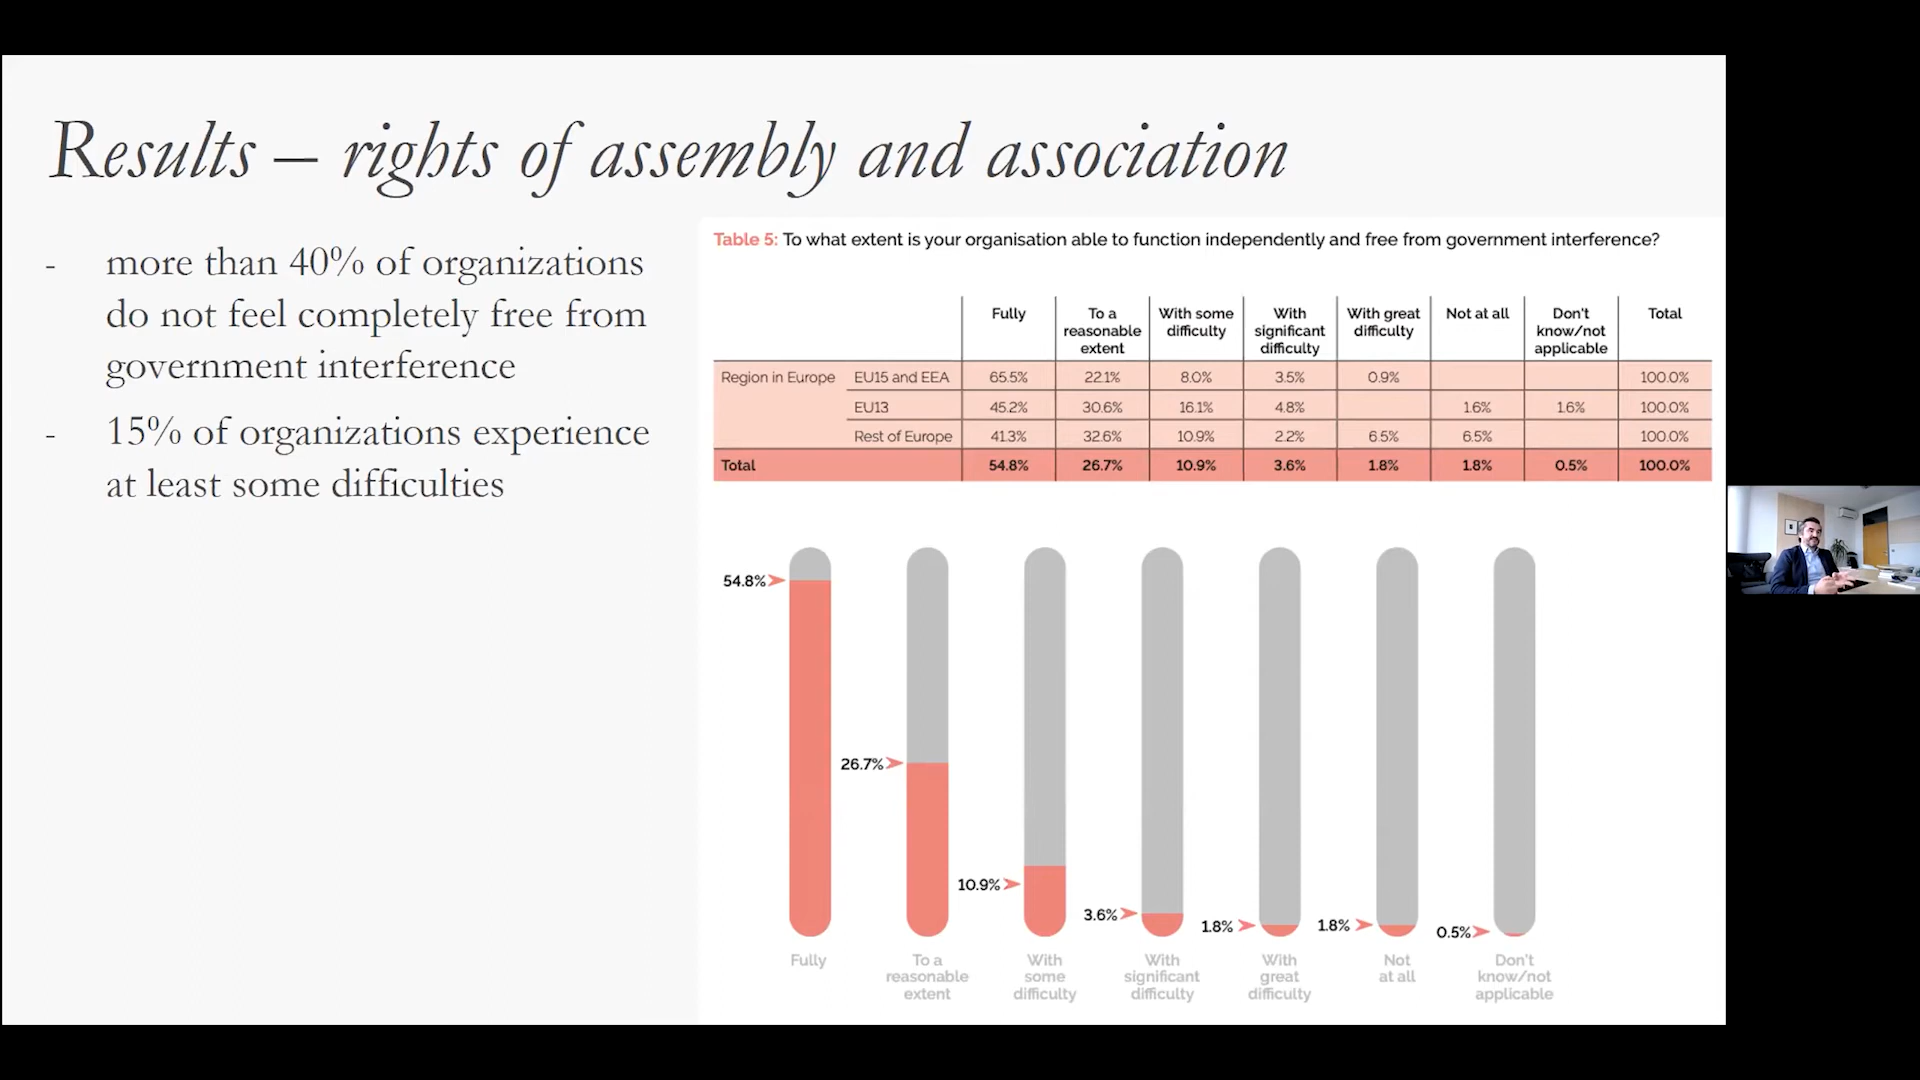 Results – rights of assembly and association
- more than 40% of organizations
do not feel completely free from
government interference
- 15% of organizations experience
at least some difficulties
Table 5: To what extent is your organisation able to function independently and free from government interference?
Fully To a reasonable extent With some difficulty With significant difficulty With great difficulty Not at all Don't know/not applicable Total
Region in Europe EU15 and EEA 65.5% 22.1% 8.0% 3.5% 0.9% 100.0%
EU13 45.2% 30.6% 16.1% 4.8% 1.6% 1.6% 100.0%
Rest of Europe 41.3% 32.6% 10.9% 2.2% 6.5% 6.5% 100.0%
Total 54.8% 26.7% 10.9% 3.6% 1.8% 1.8% 0.5% 100.0%
54.8%
26.7%
10.9%
3.6%
1.8%
1.8%
0.5%
Fully
To a
reasonable
extent
With
some
difficulty
With
significant
difficulty
With
great
difficulty
Not
at all
Don't
know/not
applicable